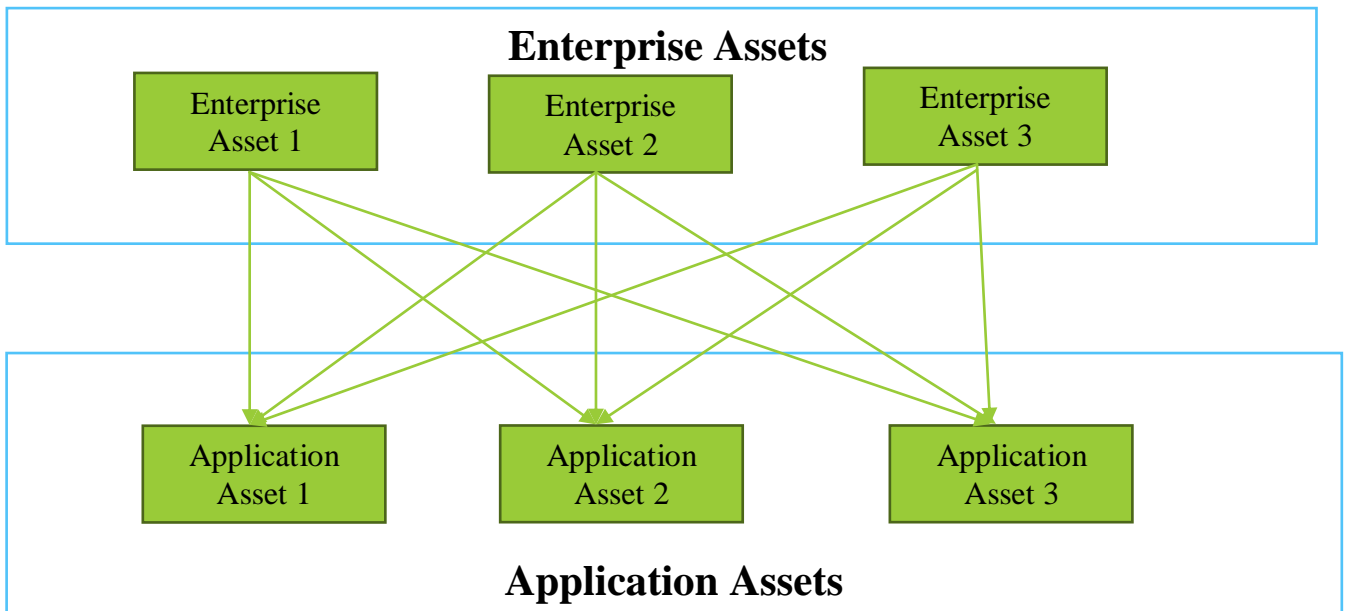 Enterprise Assets
Enterprise
Asset 1
Enterprise
Asset 2
Enterprise
Asset 3
Application
Asset 1
Application
Asset 2
Application
Asset 3
Application Assets